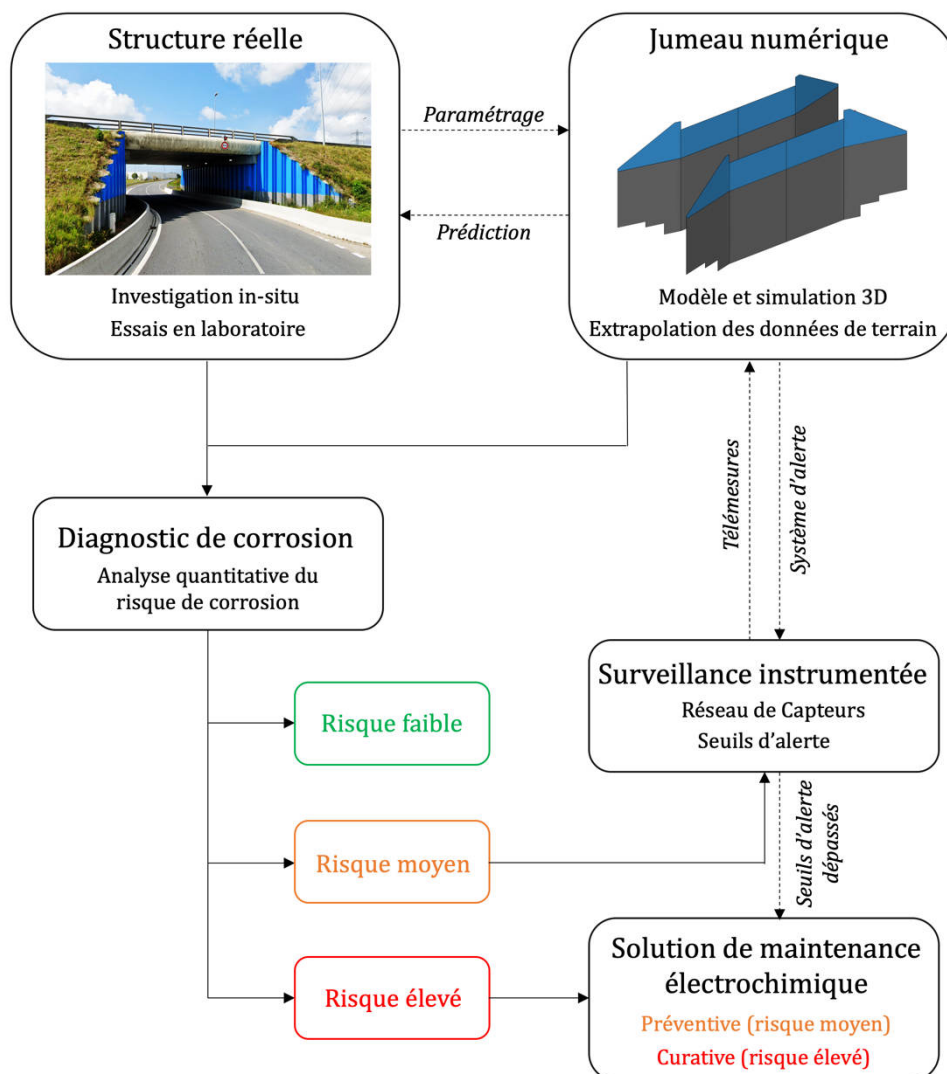 Structure réelle
Investigation in-situ
Essais en laboratoire
Paramétrage
Prédiction
Jumeau numérique
Modèle et simulation 3D
Extrapolation des données de terrain
Télémesures
Système d’alerte
Diagnostic de corrosion
Analyse quantitative du
risque de corrosion
Risque faible
Risque moyen
Risque élevé
Surveillance instrumentée
Réseau de Capteurs
Seuils d’alerte
Seuils d’alerte
dépassés
Solution de maintenance
électrochimique
Préventive (risque moyen)
Curative (risque élevé)